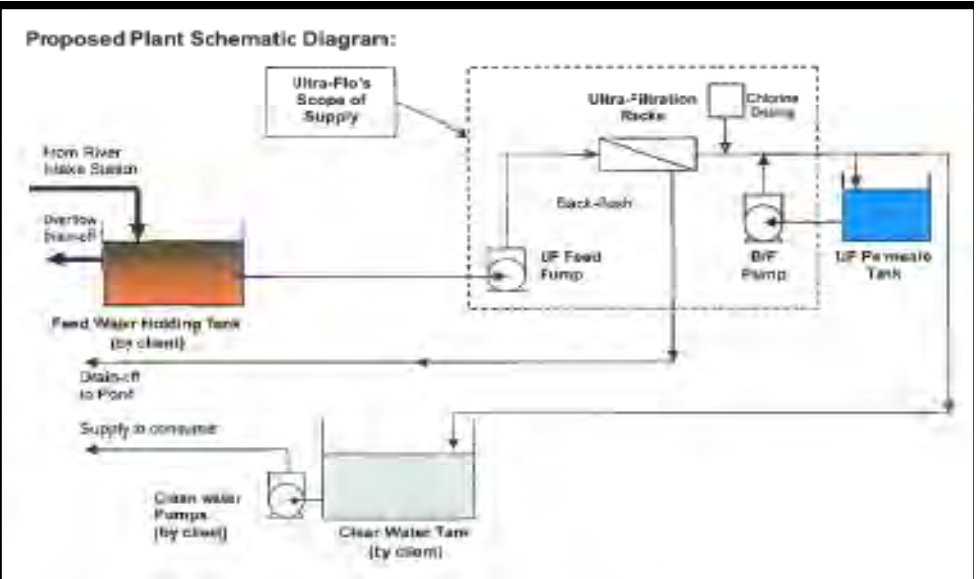 Proposed Plant Schematic Diagram:
Ultra-Flo's
Scope of
Supply
Ultra-Filtration
Racks
Chlorine
Dosing
From River
Intake Station
Overflow
Drain-off
Back-flush
UF Feed
Pump
B/F
Pump
UF Permeate
Tank
Feed Water Holding Tank
(by client)
Drain-off
to Pond
Supply to consumer
Clean water
Pumps
(by client)
Clear Water Tank
(by client)